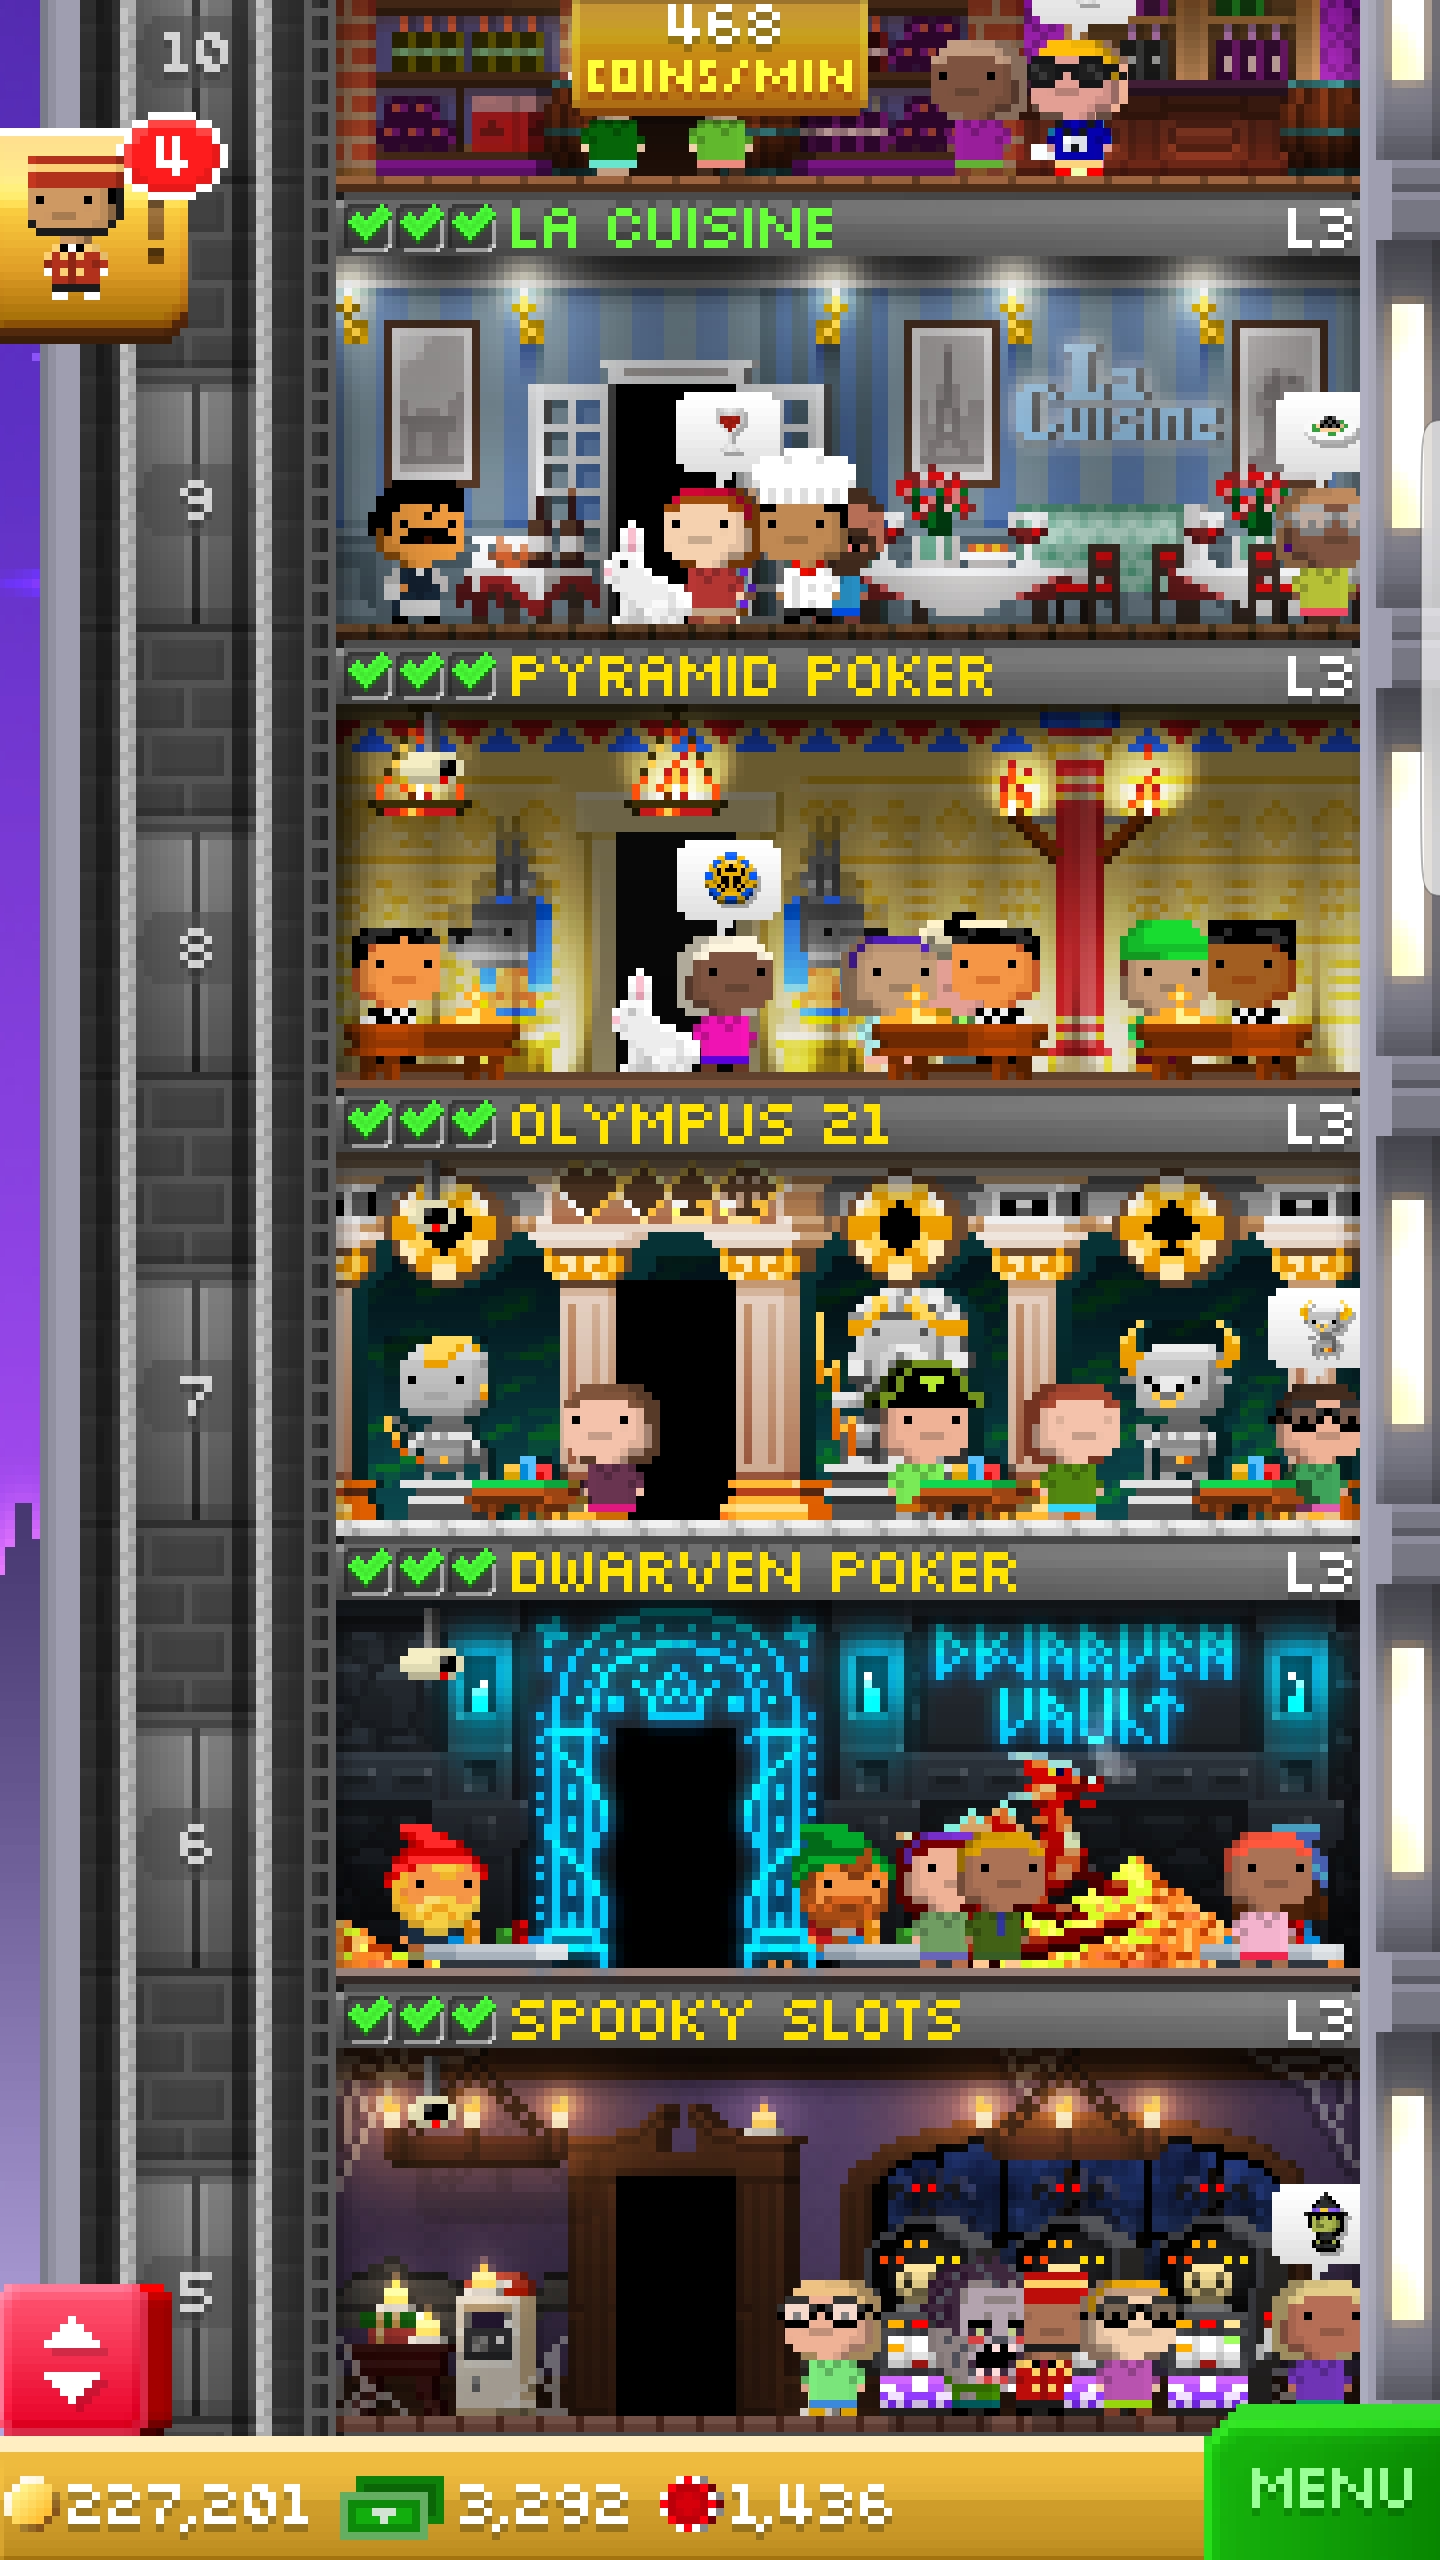 10
468
COINS/MIN
4
LA CUISINE L3
La
Cuisine
9
PYRAMID POKER L3
8
OLYMPUS 21 L3
7
DWARVEN POKER L3
DWARVEN
VAULT
6
SPOOKY SLOTS L3
5
227,201 3,292 1,436
MENU